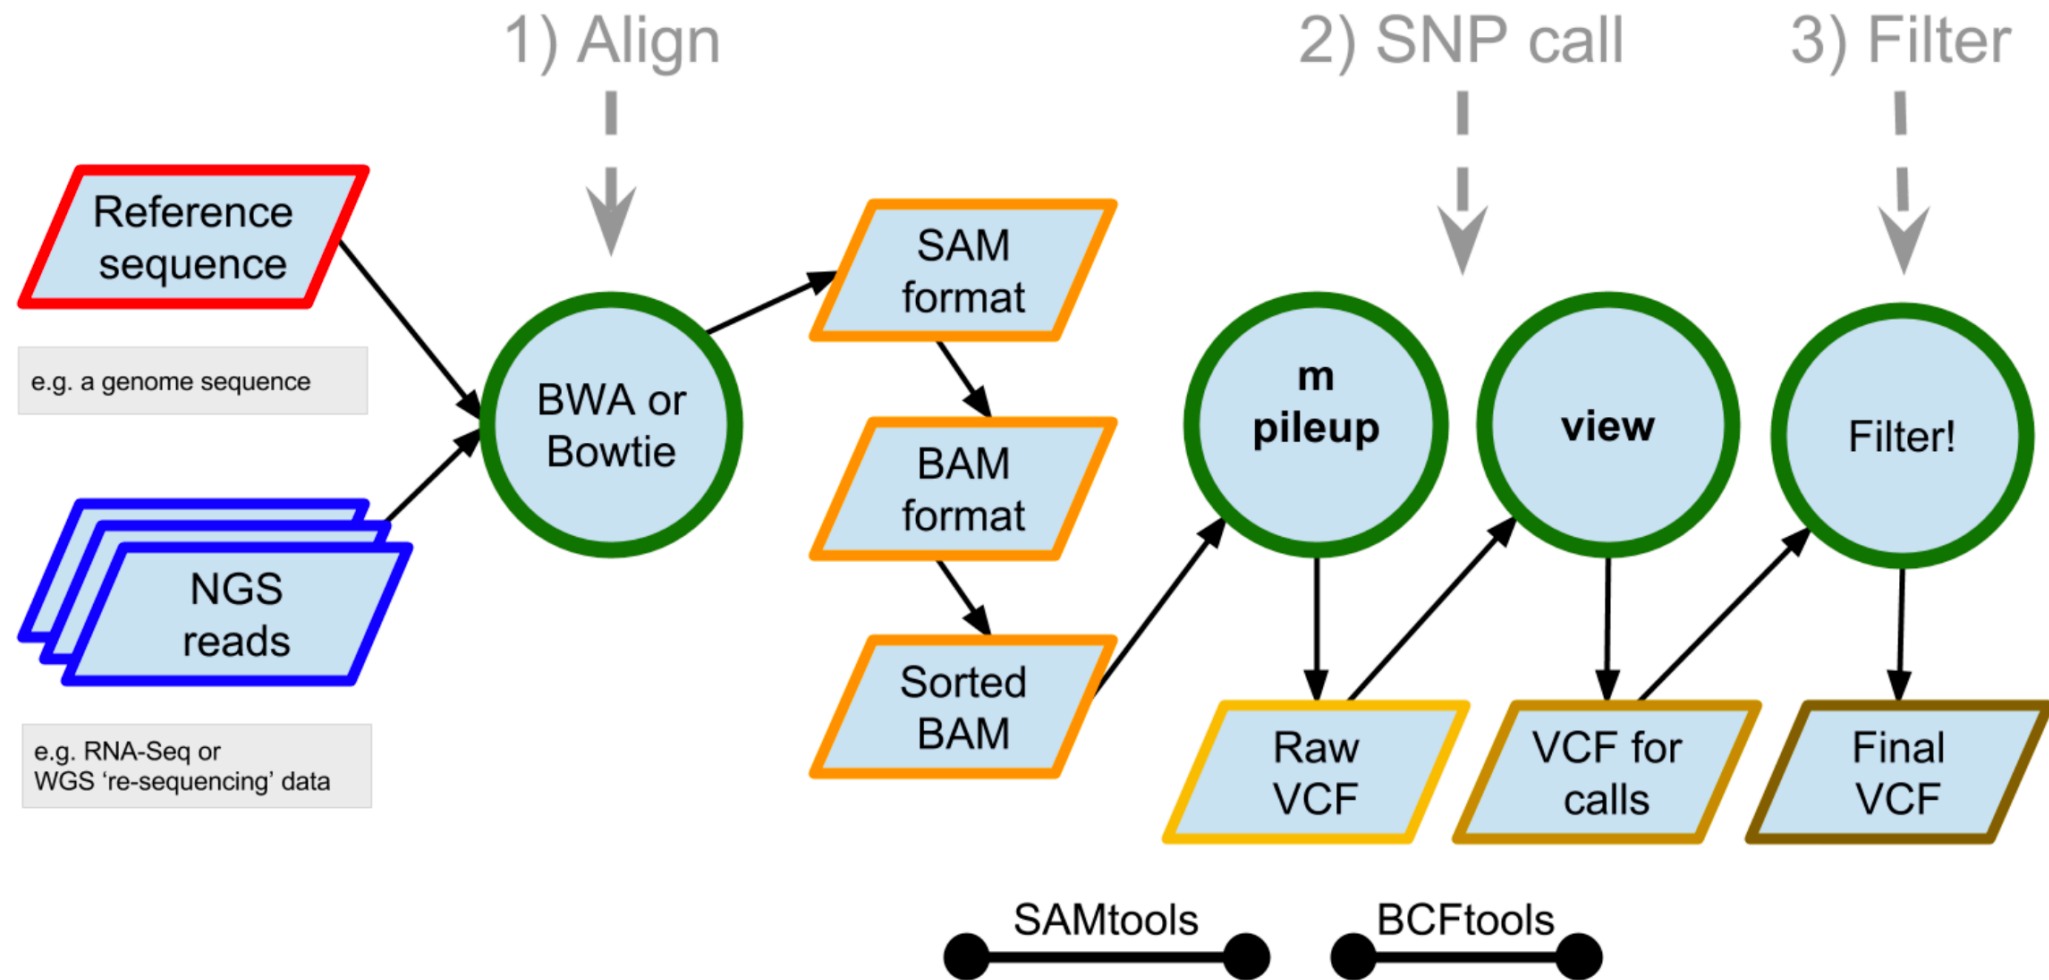 1) Align
2) SNP call
3) Filter
Reference
sequence
e.g. a genome sequence
NGS
reads
e.g. RNA-Seq or
WGS ‘re-sequencing’ data
BWA or
Bowtie
SAM
format
BAM
format
Sorted
BAM
m
pileup
view
Filter!
Raw
VCF
VCF for
calls
Final
VCF
SAMtools
BCFtools